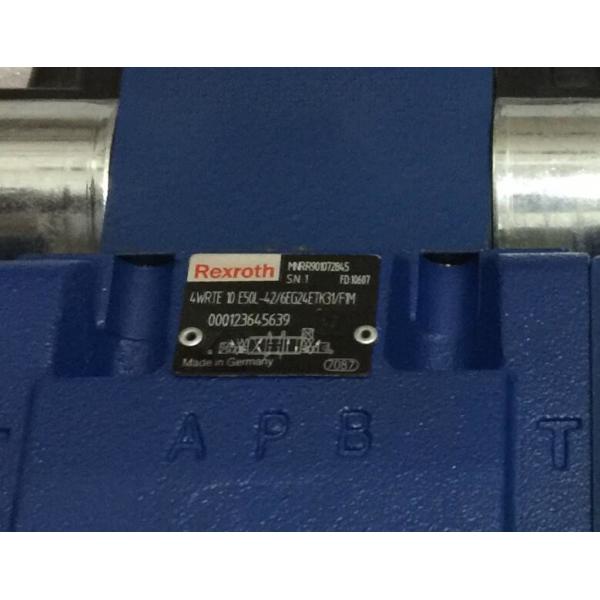 Rexroth
MNR:R901072845
SN: 1 FD:10607
4WRTE 10 E50L-42/6EG24ETK31/F1M
000123645639
Made in Germany
7087
T A P B T